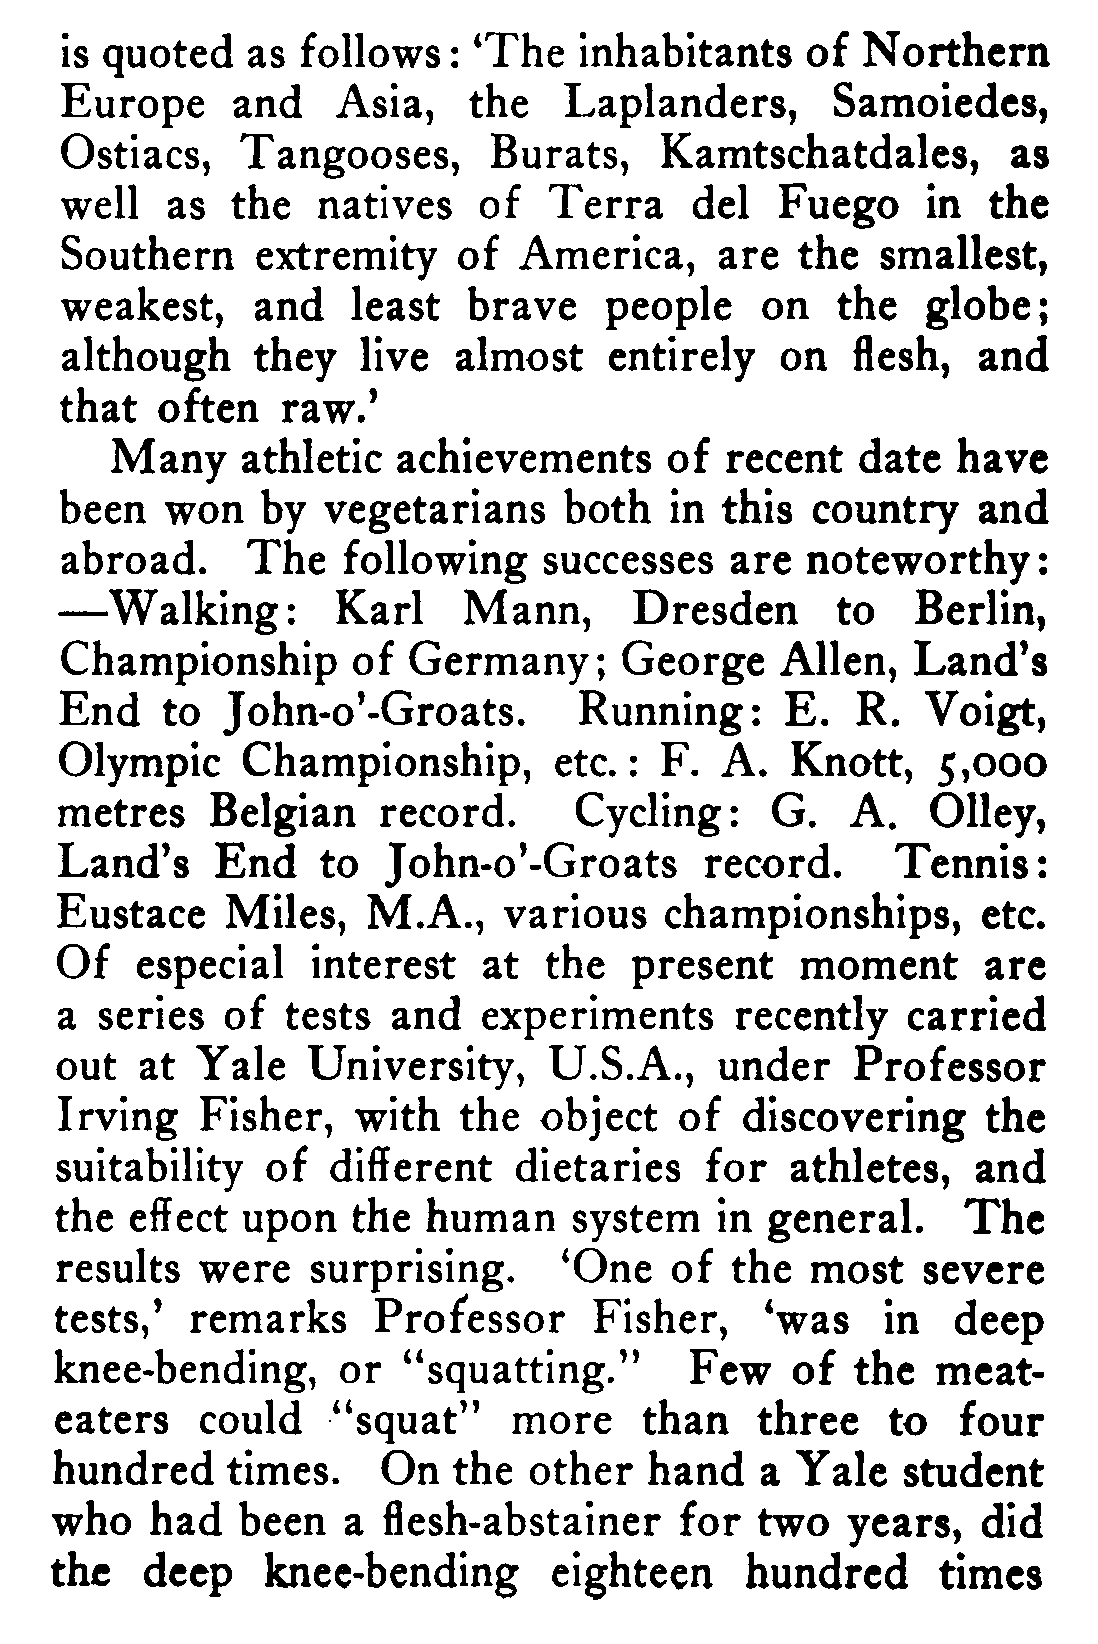 is quoted as follows: ‘The inhabitants of Northern
Europe and Asia, the Laplanders, Samoiedes,
Ostiacs, Tangooses, Burats, Kamtschatdales, as
well as the natives of Terra del Fuego in the
Southern extremity of America, are the smallest,
weakest, and least brave people on the globe;
although they live almost entirely on flesh, and
that often raw.’
Many athletic achievements of recent date have
been won by vegetarians both in this country and
abroad. The following successes are noteworthy:
—Walking: Karl Mann, Dresden to Berlin,
Championship of Germany; George Allen, Land’s
End to John-o’-Groats. Running: E. R. Voigt,
Olympic Championship, etc.: F. A. Knott, 5,000
metres Belgian record. Cycling: G. A. Olley,
Land’s End to John-o’-Groats record. Tennis:
Eustace Miles, M.A., various championships, etc.
Of especial interest at the present moment are
a series of tests and experiments recently carried
out at Yale University, U.S.A., under Professor
Irving Fisher, with the object of discovering the
suitability of different dietaries for athletes, and
the effect upon the human system in general. The
results were surprising. ‘One of the most severe
tests,’ remarks Professor Fisher, ‘was in deep
knee-bending, or “squatting.” Few of the meat-
eaters could “squat” more than three to four
hundred times. On the other hand a Yale student
who had been a flesh-abstainer for two years, did
the deep knee-bending eighteen hundred times